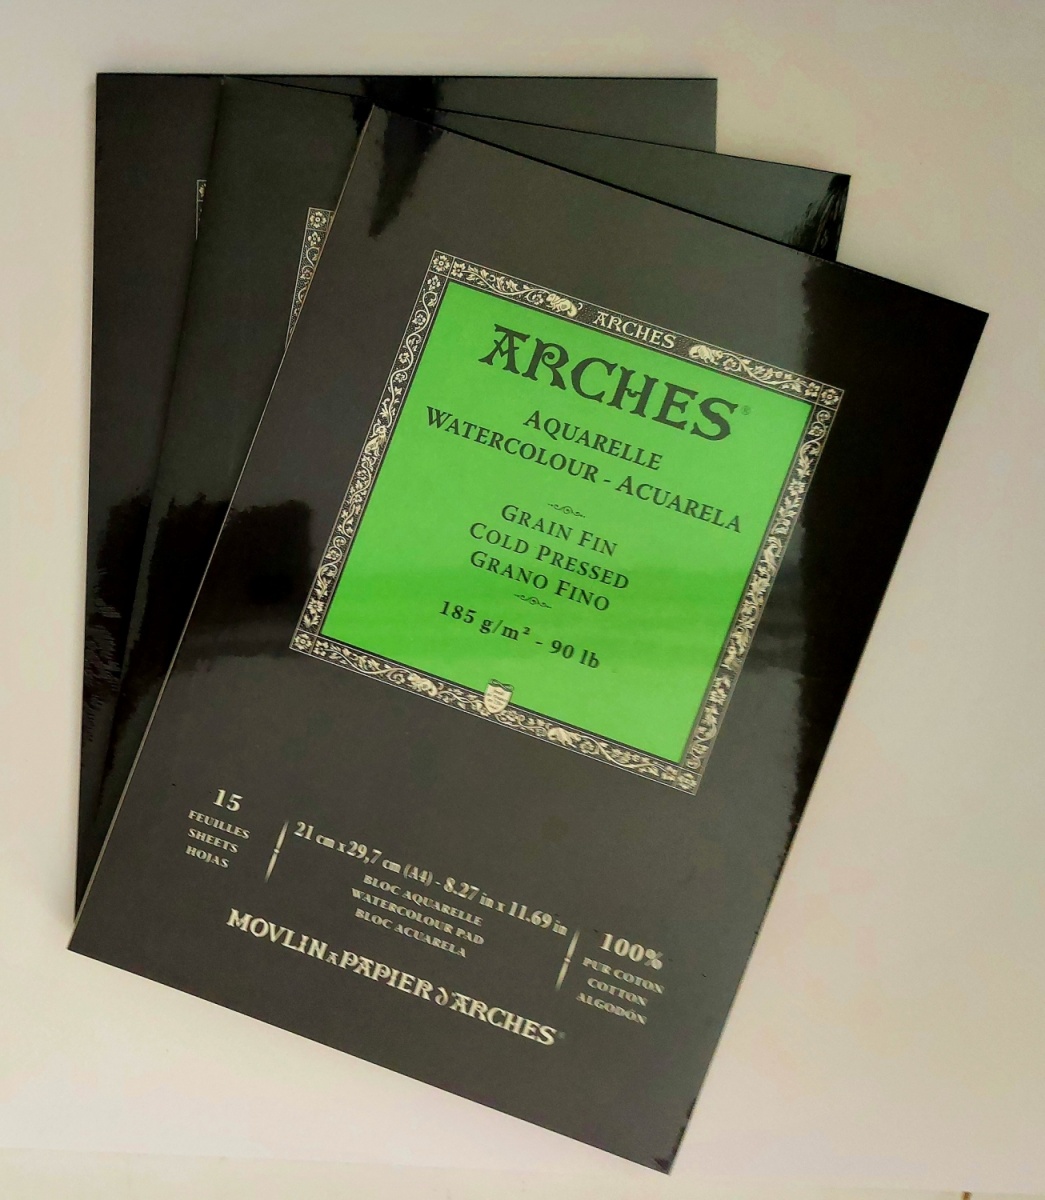 ARCHES
ARCHES®
AQUARELLE
WATERCOLOUR - ACUARELA
GRAIN FIN
COLD PRESSED
GRANO FINO
185 g/m² - 90 lb
15
FEUILLES
SHEETS
HOJAS
21 cm x 29,7 cm (A4) - 8.27 in x 11.69 in
BLOC AQUARELLE
WATERCOLOUR PAD
BLOC ACUARELA
100%
PUR COTON
COTTON
ALGODÓN
MOVLIN A PAPIER d'ARCHES®